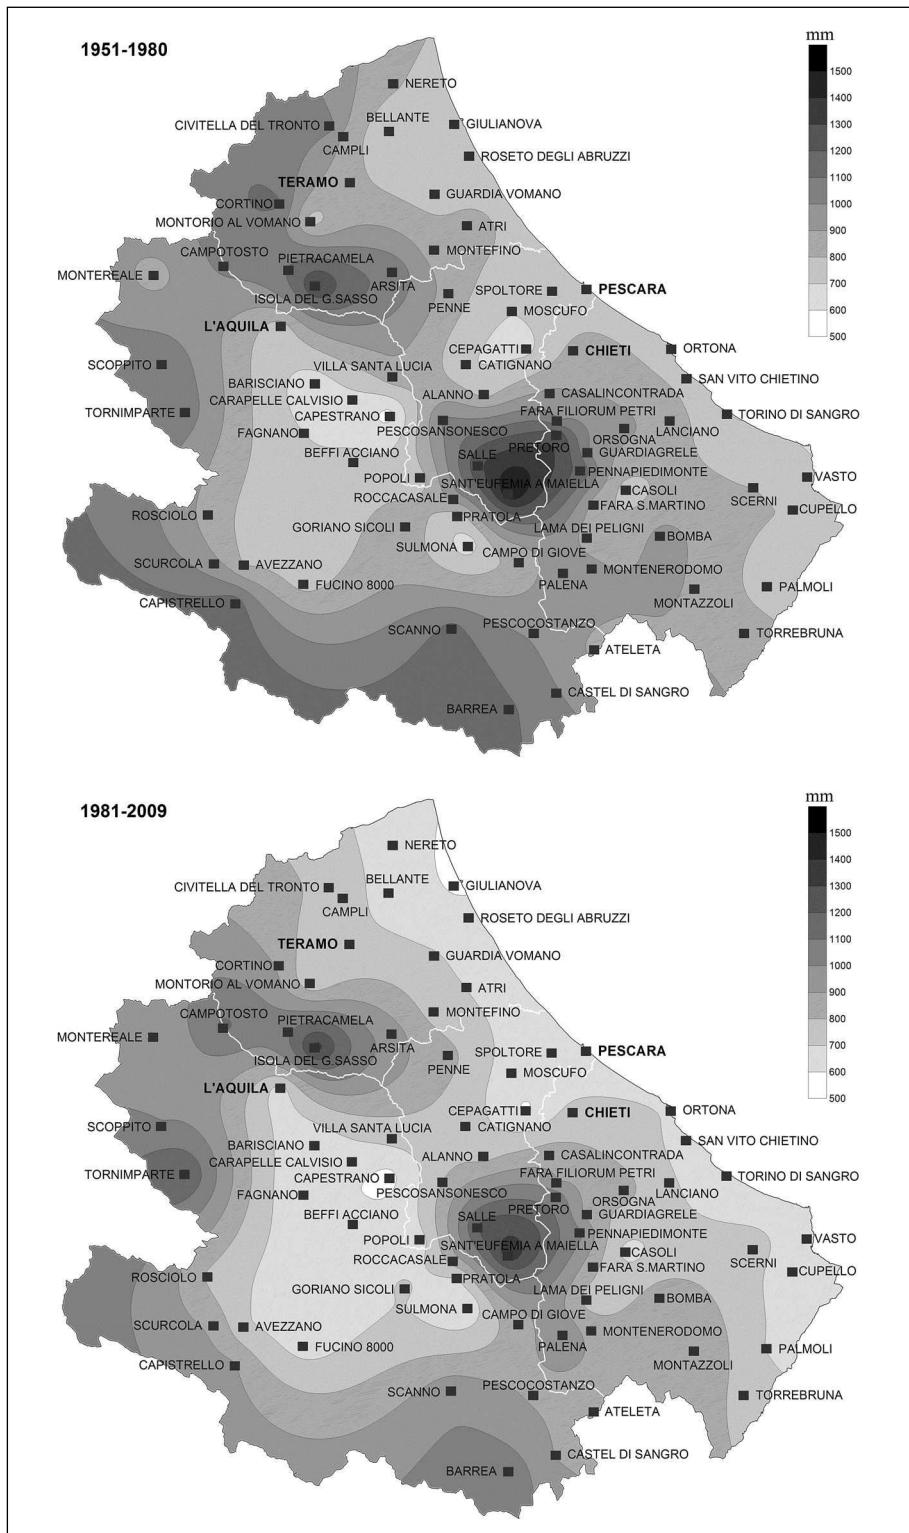 1951-1980
mm
1500
1400
1300
1200
1100
1000
900
800
700
600
500
NERETO
CIVITELLA DEL TRONTO
BELLANTE
GIULIANOVA
CAMPLI
ROSETO DEGLI ABRUZZI
TERAMO
GUARDIA VOMANO
CORTINO
MONTORIO AL VOMANO
ATRI
CAMPOTOSTO
PIETRACAMELA
MONTEFINO
MONTEREALE
ARSITA
ISOLA DEL G.SASSO
PENNE
SPOLTORE
PESCARA
MOSCUFO
L'AQUILA
CEPAGATTI
CHIETI
ORTONA
SCOPPITO
VILLA SANTA LUCIA
CATIGNANO
SAN VITO CHIETINO
BARISCIANO
CARAPELLE CALVISIO
ALANNO
CASALINCONTRADA
TORNIMPARTE
CAPESTRANO
FARA FILIORUM PETRI
TORINO DI SANGRO
FAGNANO
PESCOSANSONESCO
PRETORO
ORSOGNA
LANCIANO
BEFFI ACCIANO
SALLE
GUARDIAGRELE
POPOLI
SANT'EUFEMIA A MAIELLA
PENNAPIEDIMONTE
VASTO
ROCCACASALE
CASOLI
SCERNI
FARA S.MARTINO
CUPELLO
ROSCIOLO
GORIANO SICOLI
PRATOLA
LAMA DEI PELIGNI
BOMBA
SULMONA
CAMPO DI GIOVE
SCURCOLA
AVEZZANO
MONTENERODOMO
FUCINO 8000
PALENA
PALMOLI
CAPISTRELLO
MONTAZZOLI
SCANNO
PESCOCOSTANZO
TORREBRUNA
ATELETA
CASTEL DI SANGRO
BARREA
1981-2009
mm
1500
1400
1300
1200
1100
1000
900
800
700
600
500
NERETO
CIVITELLA DEL TRONTO
BELLANTE
GIULIANOVA
CAMPLI
ROSETO DEGLI ABRUZZI
TERAMO
GUARDIA VOMANO
CORTINO
MONTORIO AL VOMANO
ATRI
CAMPOTOSTO
PIETRACAMELA
MONTEFINO
MONTEREALE
ARSITA
ISOLA DEL G.SASSO
PENNE
SPOLTORE
PESCARA
MOSCUFO
L'AQUILA
CEPAGATTI
CHIETI
ORTONA
SCOPPITO
VILLA SANTA LUCIA
CATIGNANO
SAN VITO CHIETINO
BARISCIANO
CARAPELLE CALVISIO
ALANNO
CASALINCONTRADA
TORNIMPARTE
CAPESTRANO
FARA FILIORUM PETRI
TORINO DI SANGRO
FAGNANO
PESCOSANSONESCO
PRETORO
ORSOGNA
LANCIANO
BEFFI ACCIANO
SALLE
GUARDIAGRELE
POPOLI
SANT'EUFEMIA A MAIELLA
PENNAPIEDIMONTE
VASTO
ROCCACASALE
CASOLI
SCERNI
FARA S.MARTINO
CUPELLO
ROSCIOLO
GORIANO SICOLI
PRATOLA
LAMA DEI PELIGNI
BOMBA
SULMONA
CAMPO DI GIOVE
SCURCOLA
AVEZZANO
MONTENERODOMO
FUCINO 8000
PALENA
PALMOLI
CAPISTRELLO
MONTAZZOLI
SCANNO
PESCOCOSTANZO
TORREBRUNA
ATELETA
CASTEL DI SANGRO
BARREA